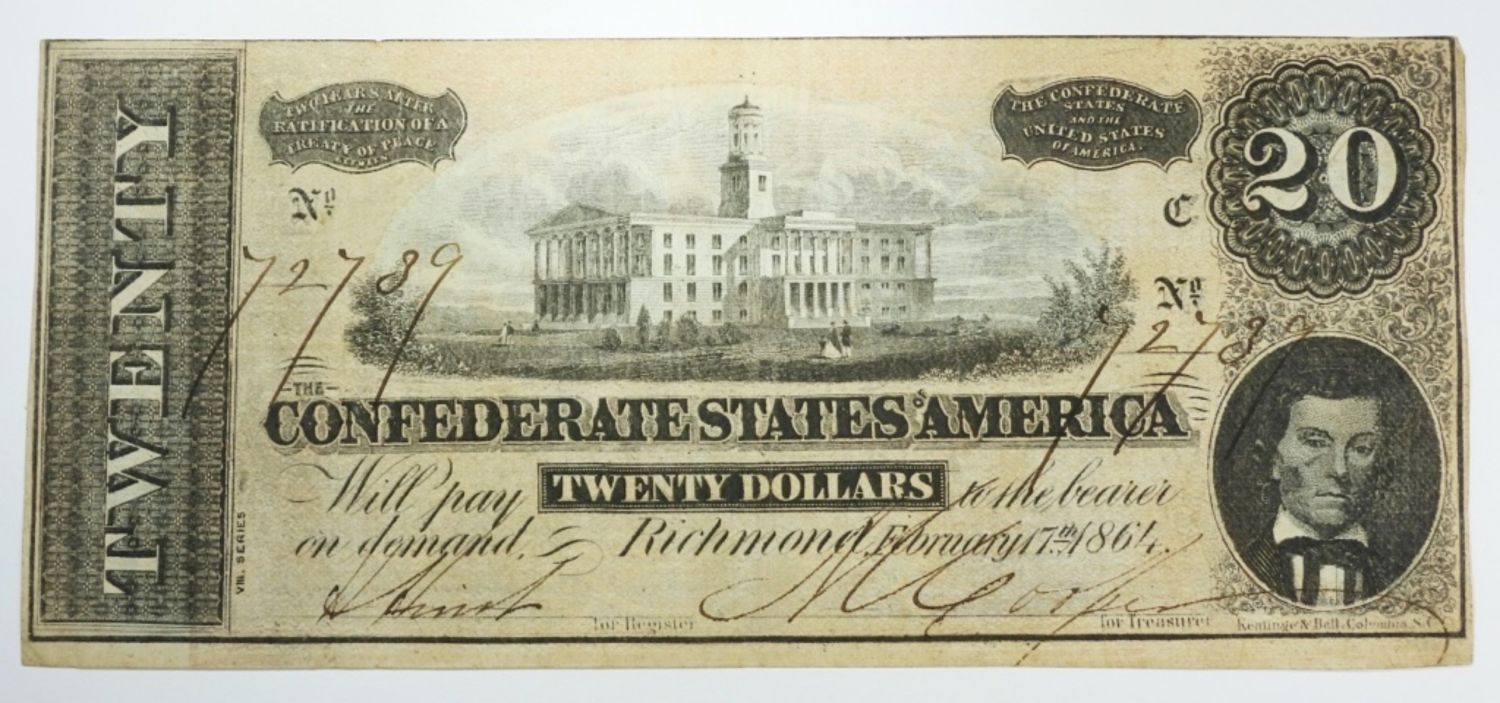 TWENTY
TWO YEARS AFTER
THE
RATIFICATION OF A
TREATY OF PEACE
BETWEEN
THE CONFEDERATE
STATES
AND THE
UNITED STATES
OF AMERICA.
20
No.
C
72789
No.
72789
THE
CONFEDERATE STATES OF AMERICA
Will pay TWENTY DOLLARS to the bearer
on demand. Richmond, February 17th 1864.
VIII. SERIES
Cooper
for Register
for Treasurer
Keatinge & Ball, Columbia, S.C.